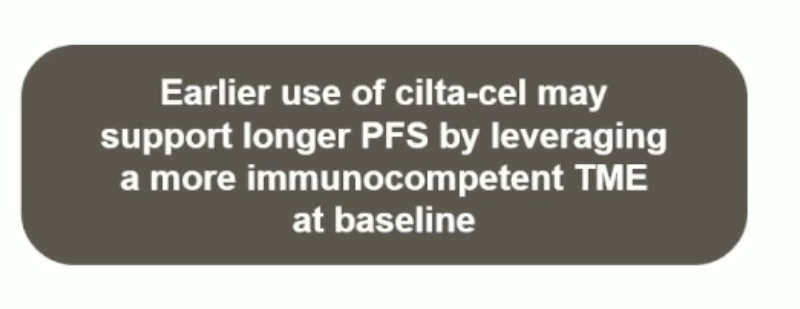 Earlier use of cilta-cel may
support longer PFS by leveraging
a more immunocompetent TME
at baseline